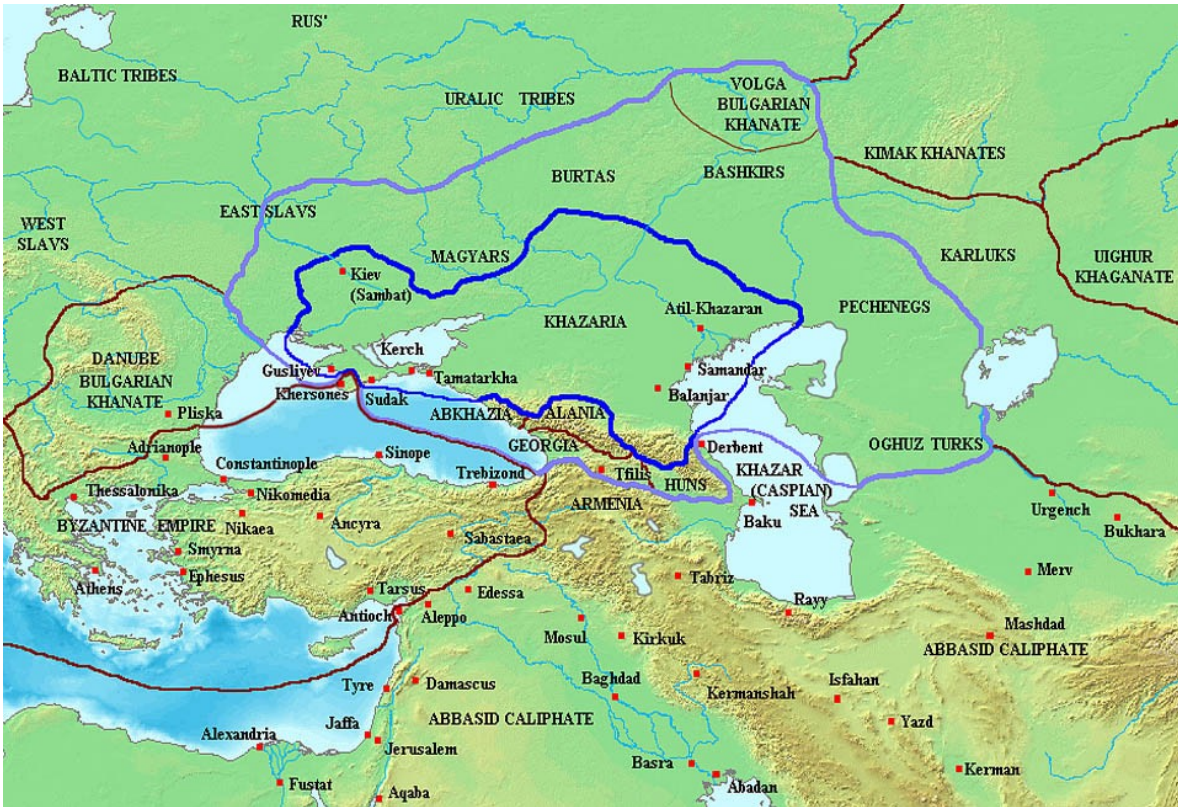 RUS'
BALTIC TRIBES
URALIC TRIBES
VOLGA
BULGARIAN
KHANATE
KIMAK KHANATES
BURTAS
BASHKIRS
EAST SLAVS
WEST
SLAVS
MAGYARS
KARLUKS
UIGHUR
KHAGANATE
Kiev
(Sambat)
PECHENEGS
Atil-Khazaran
KHAZARIA
Kerch
DANUBE
BULGARIAN
KHANATE
Gusliyev
Samandar
Tamatarkha
Khersones
Sudak
Balanjar
Pliska
ABKHAZIA
ALANIA
Adrianople
GEORGIA
Derbent
OGHUZ TURKS
Sinope
Constantinople
Trebizond
Tfilis
HUNS
KHAZAR
(CASPIAN)
SEA
Thessalonika
Nikomedia
ARMENIA
Baku
Urgench
Bukhara
BYZANTINE EMPIRE
Nikaea
Ancyra
Sabastaea
Smyrna
Athens
Ephesus
Tarsus
Edessa
Tabriz
Merv
Antioch
Aleppo
Rayy
Mashdad
Mosul
Kirkuk
ABBASID CALIPHATE
Tyre
Damascus
Baghdad
Kermanshah
Isfahan
ABBASID CALIPHATE
Yazd
Alexandria
Jaffa
Jerusalem
Basra
Kerman
Fustat
Abadan
Aqaba